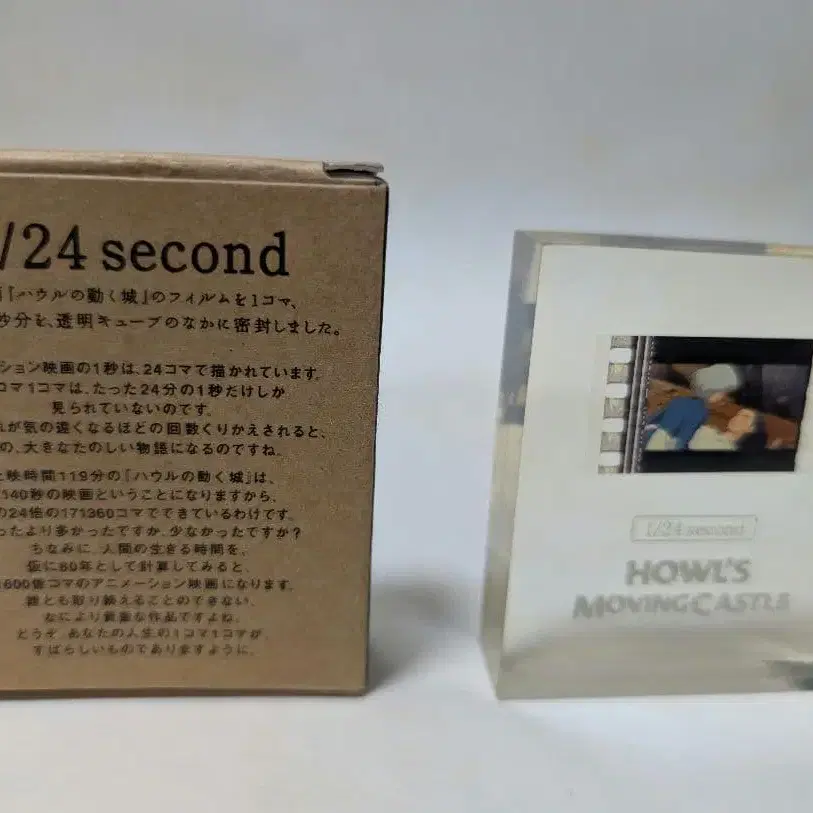 /24 second
『ハウルの動く城』のフィルムを1コマ、
秒分を、透明キューブのなかに密封しました。
ション映画の1秒は、24コマで描かれています。
コマ1コマは、たった24分の1秒だけしか
見られていないのです。
れが気の遠くなるほどの回数くりかえされると、
の、大きなたのしい物語になるのですね。
映時間119分の『ハウルの動く城』は、
140秒の映画ということになりますから、
の24倍の171360コマでできているわけです。
ったより多かったですか、少なかったですか?
ちなみに、人間の生きる時間を、
仮に80年として計算してみると、
600億コマのアニメーション映画になります。
誰とも取り換えることのできない、
なにより貴重な作品ですよね。
どうぞ、あなたの人生の1コマ1コマが、
すばらしいものでありますように。
1/24 second
HOWL'S
MOVING CASTLE